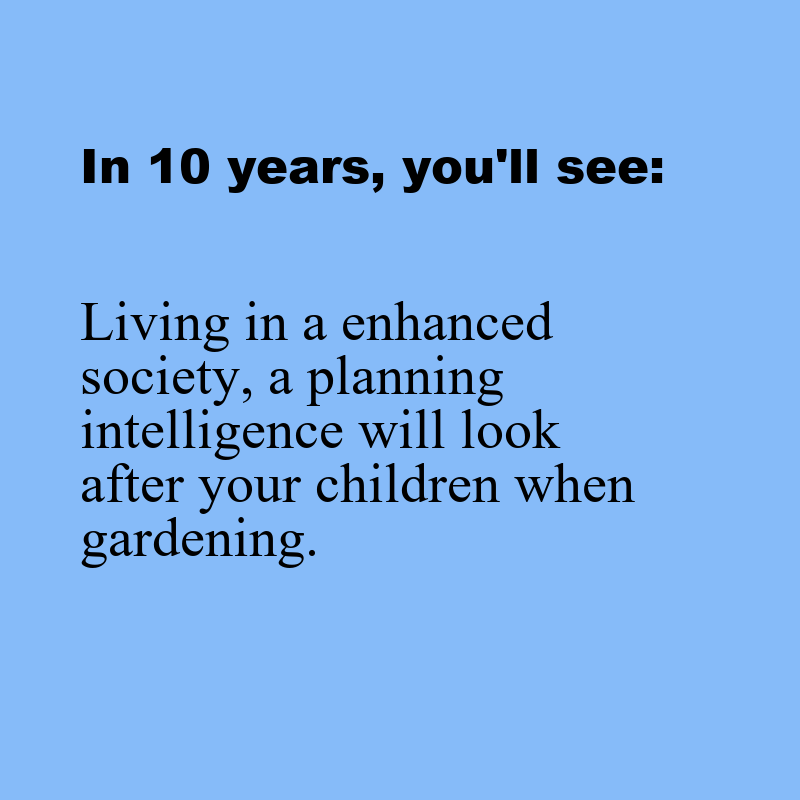 In 10 years, you'll see:
Living in a enhanced
society, a planning
intelligence will look
after your children when
gardening.